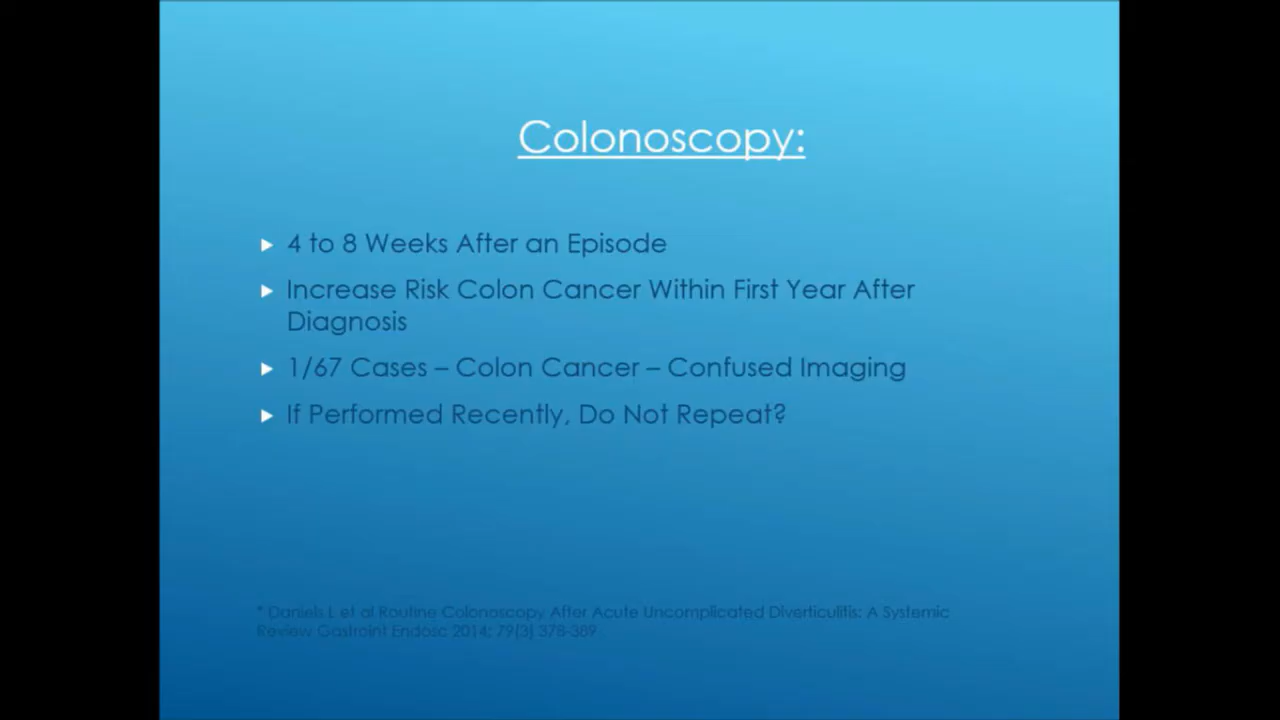 Colonoscopy:
4 to 8 Weeks After an Episode
Increase Risk Colon Cancer Within First Year After
Diagnosis
1/67 Cases – Colon Cancer – Confused Imaging
If Performed Recently, Do Not Repeat?
* Daniels L et al Routine Colonoscopy After Acute Uncomplicated Diverticulitis: A Systemic
Review Gastroint Endosc 2014; 79(3) 378-389